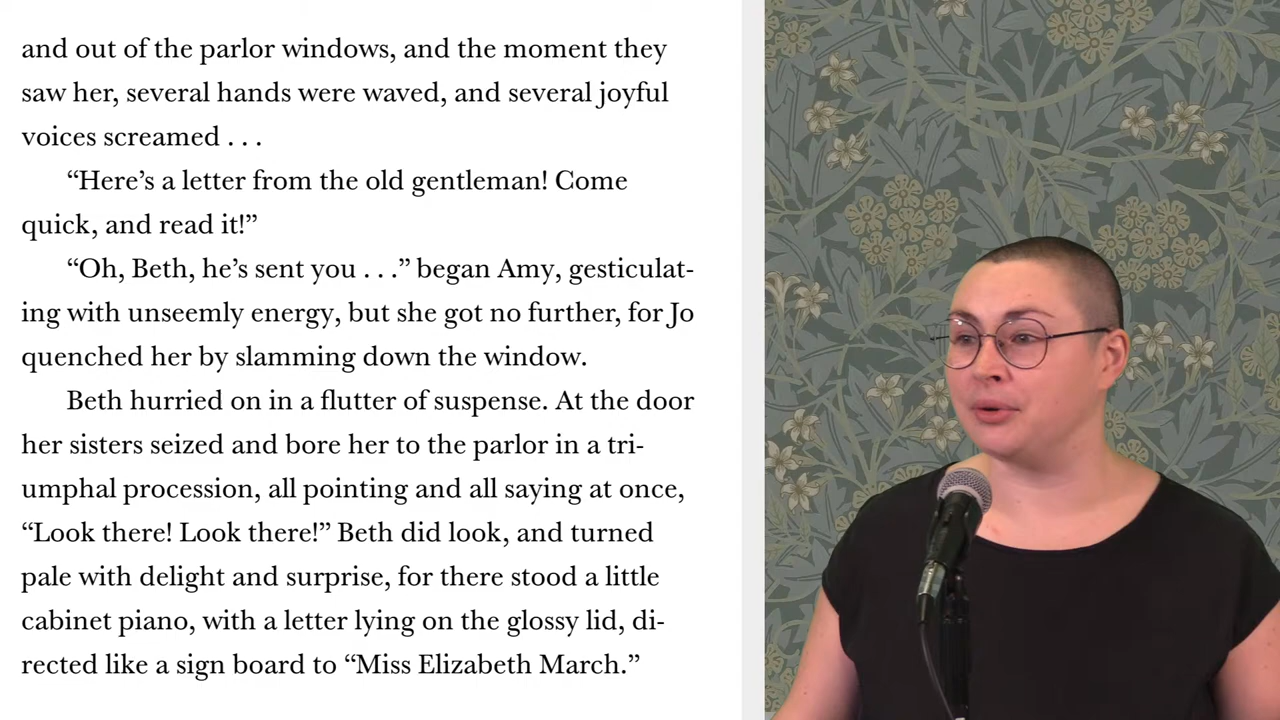 and out of the parlor windows, and the moment they
saw her, several hands were waved, and several joyful
voices screamed . . .
“Here’s a letter from the old gentleman! Come
quick, and read it!”
“Oh, Beth, he’s sent you . . .” began Amy, gesticulat-
ing with unseemly energy, but she got no further, for Jo
quenched her by slamming down the window.
Beth hurried on in a flutter of suspense. At the door
her sisters seized and bore her to the parlor in a tri-
umphal procession, all pointing and all saying at once,
“Look there! Look there!” Beth did look, and turned
pale with delight and surprise, for there stood a little
cabinet piano, with a letter lying on the glossy lid, di-
rected like a sign board to “Miss Elizabeth March.”